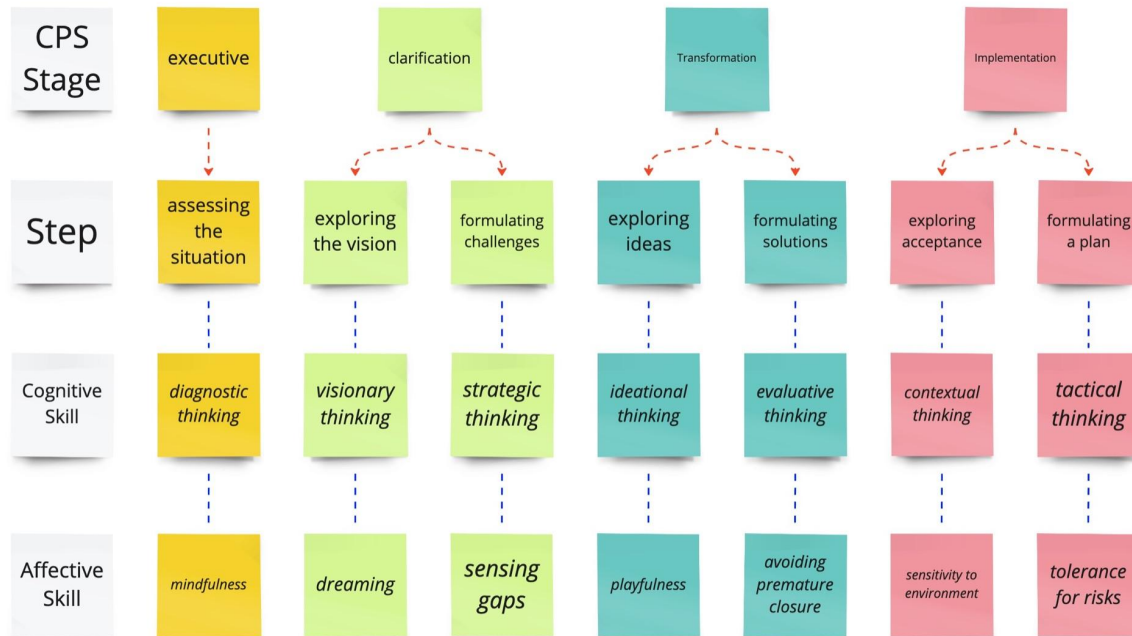 CPS
Stage
executive
clarification
Transformation
Implementation
Step
assessing
the
situation
exploring
the vision
formulating
challenges
exploring
ideas
formulating
solutions
exploring
acceptance
formulating
a plan
Cognitive
Skill
diagnostic
thinking
visionary
thinking
strategic
thinking
ideational
thinking
evaluative
thinking
contextual
thinking
tactical
thinking
Affective
Skill
mindfulness
dreaming
sensing
gaps
playfulness
avoiding
premature
closure
sensitivity to
environment
tolerance
for risks